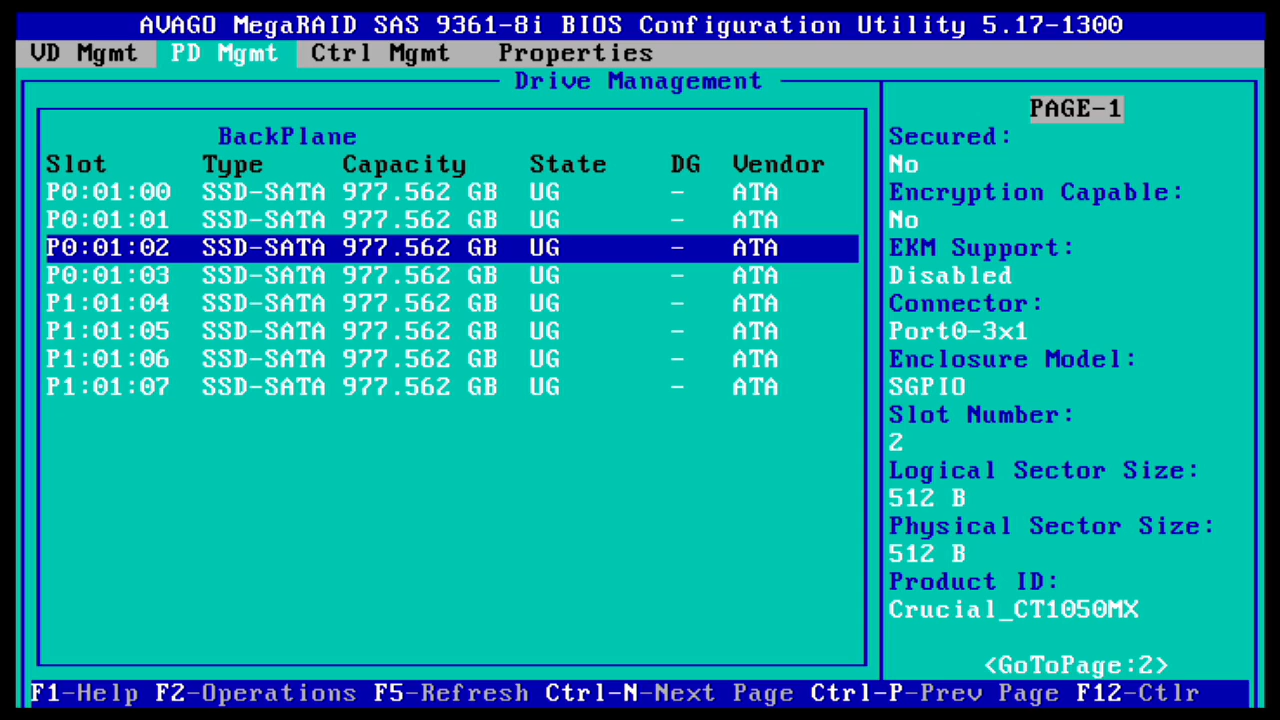 AVAGO MegaRAID SAS 9361-8i BIOS Configuration Utility 5.17-1300
VD Mgmt PD Mgmt Ctrl Mgmt Properties
Drive Management
BackPlane
Slot Type Capacity State DG Vendor
P0:01:00 SSD-SATA 977.562 GB UG - ATA
P0:01:01 SSD-SATA 977.562 GB UG - ATA
P0:01:02 SSD-SATA 977.562 GB UG - ATA
P0:01:03 SSD-SATA 977.562 GB UG - ATA
P1:01:04 SSD-SATA 977.562 GB UG - ATA
P1:01:05 SSD-SATA 977.562 GB UG - ATA
P1:01:06 SSD-SATA 977.562 GB UG - ATA
P1:01:07 SSD-SATA 977.562 GB UG - ATA
PAGE-1
Secured:
No
Encryption Capable:
No
EKM Support:
Disabled
Connector:
Port0-3x1
Enclosure Model:
SGPIO
Slot Number:
2
Logical Sector Size:
512 B
Physical Sector Size:
512 B
Product ID:
Crucial_CT1050MX
<GoToPage:2>
F1-Help F2-Operations F5-Refresh Ctrl-N-Next Page Ctrl-P-Prev Page F12-Ctlr